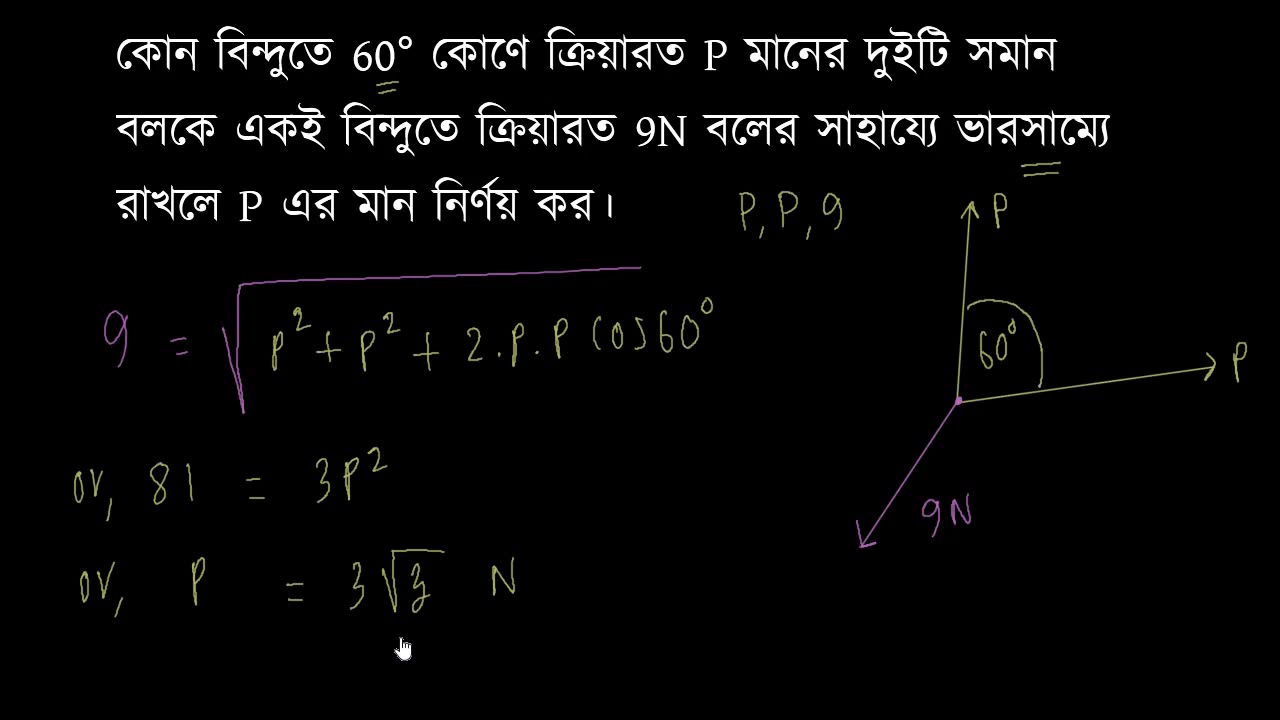 কোন বিন্দুতে 60° কোণে ক্রিয়ারত P মানের দুইটি সমান
বলকে একই বিন্দুতে ক্রিয়ারত 9N বলের সাহায্যে ভারসাম্যে
রাখলে P এর মান নির্ণয় কর।
P, P, 9
P
60°
P
9N
9 = √(P² + P² + 2.P.P cos60°)
or, 81 = 3P²
or, P = 3√3 N